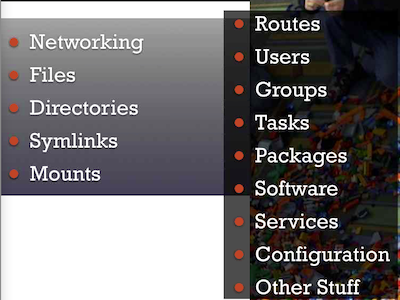 Networking
Files
Directories
Symlinks
Mounts
Routes
Users
Groups
Tasks
Packages
Software
Services
Configuration
Other Stuff